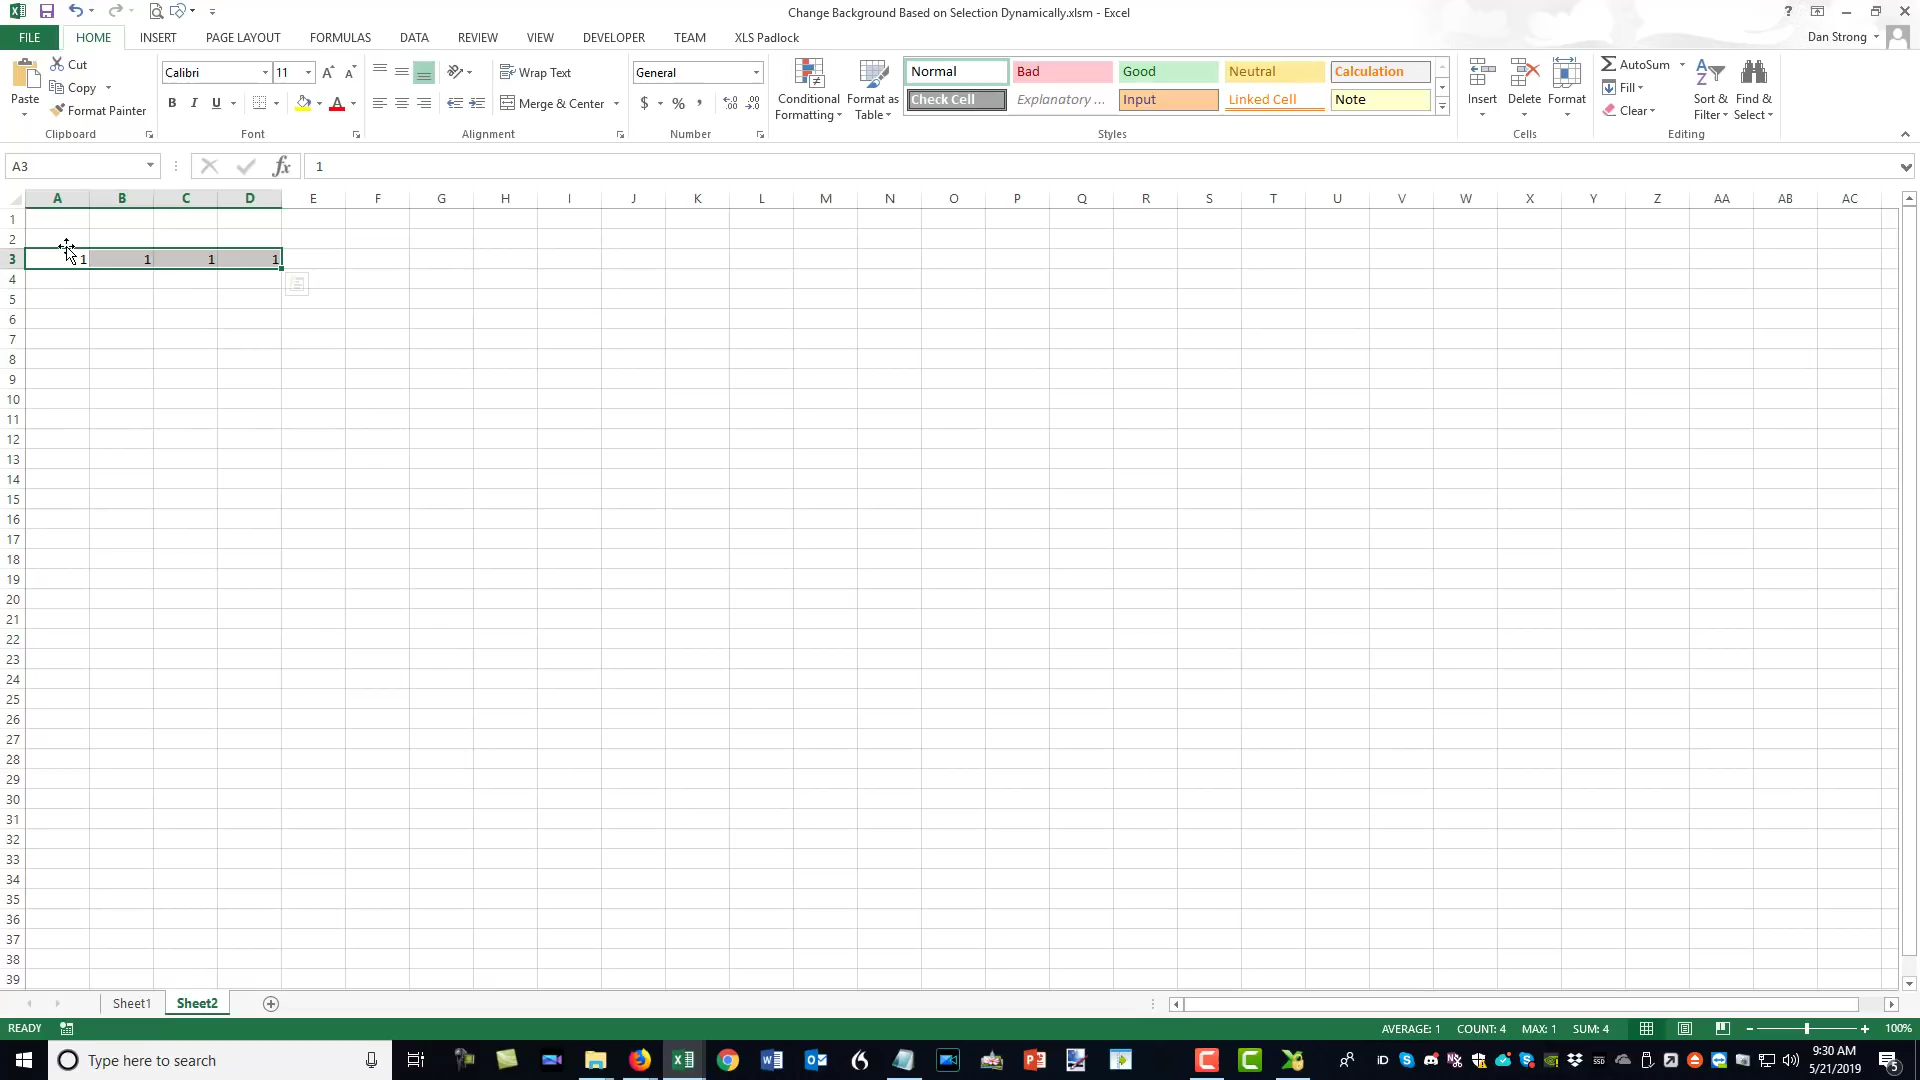 Change Background Based on Selection Dynamically.xlsm - Excel
FILE HOME INSERT PAGE LAYOUT FORMULAS DATA REVIEW VIEW DEVELOPER TEAM XLS Padlock Dan Strong
Paste Cut Copy Format Painter Clipboard
Calibri 11 B I U A Font
Wrap Text Merge & Center Alignment
General $ % , Number
Conditional Formatting Format as Table
Normal Bad Good Neutral Calculation
Check Cell Explanatory ... Input Linked Cell Note
Styles
Insert Delete Format Cells
AutoSum Fill Clear Sort & Filter Find & Select Editing
A3 fx 1
A B C D E F G H I J K L M N O P Q R S T U V W X Y Z AA AB AC
1
2
3 1 1 1 1
4
5
6
7
8
9
10
11
12
13
14
15
16
17
18
19
20
21
22
23
24
25
26
27
28
29
30
31
32
33
34
35
36
37
38
39
Sheet1 Sheet2
READY AVERAGE: 1 COUNT: 4 MAX: 1 SUM: 4 100%
Type here to search 9:30 AM
5/21/2019